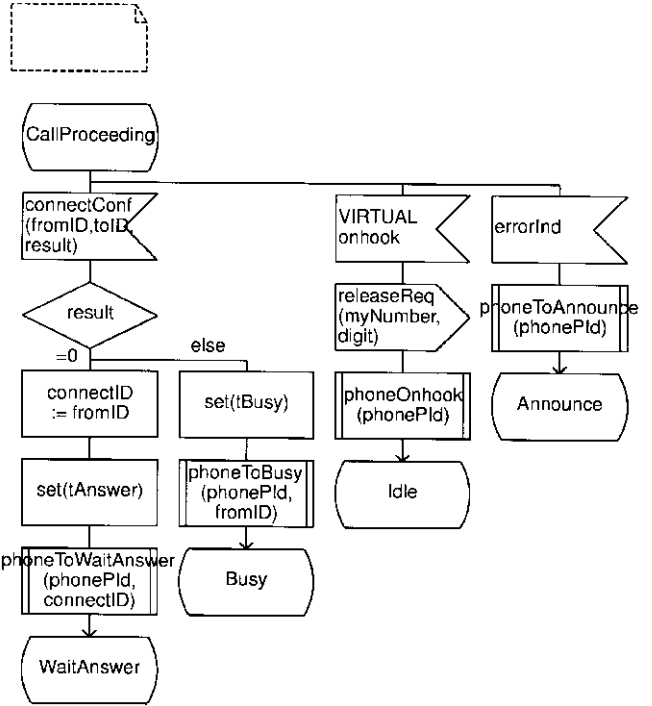 CallProceeding
connectConf
(fromID,toID,
result)
VIRTUAL
onhook
errorInd
result
releaseReq
(myNumber,
digit)
phoneToAnnounce
(phonePId)
=0
else
connectID
:= fromID
set(tBusy)
phoneOnhook
(phonePId)
Announce
set(tAnswer)
phoneToBusy
(phonePId,
fromID)
Idle
phoneToWaitAnswer
(phonePId,
connectID)
Busy
WaitAnswer